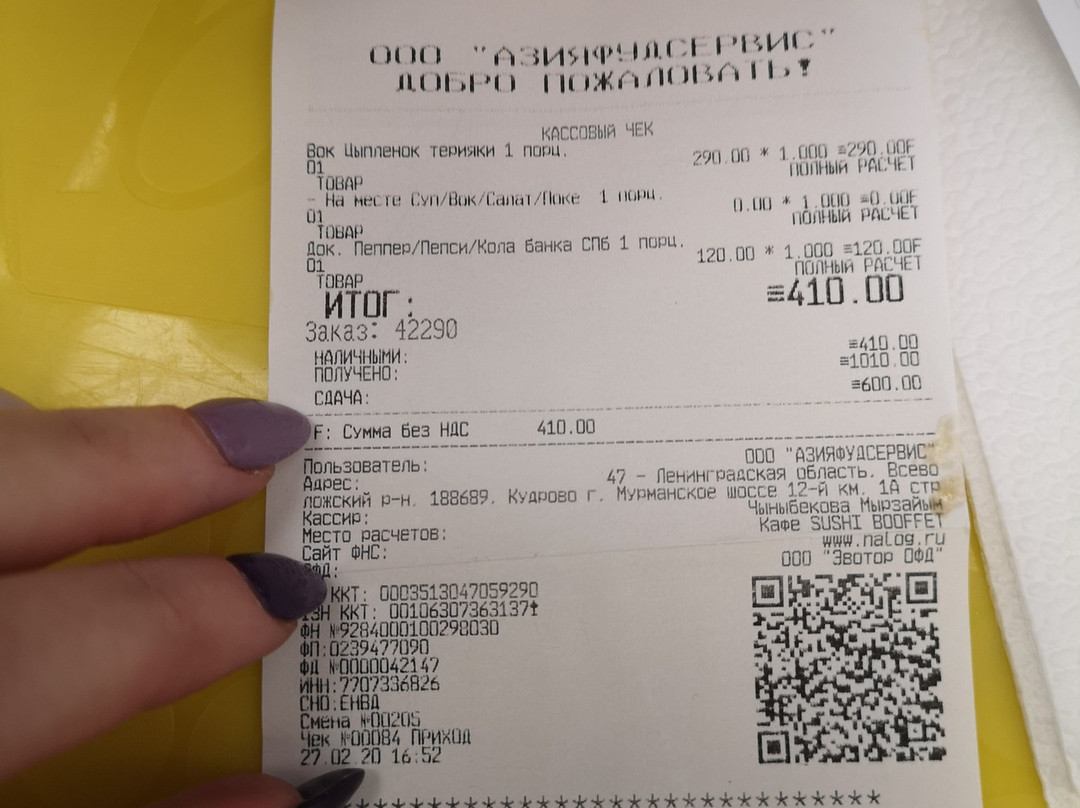 ООО "АЗИЯФУДСЕРВИС"
ДОБРО ПОЖАЛОВАТЬ!
КАССОВЫЙ ЧЕК
Вок Цыпленок терияки 1 порц. 290.00 * 1.000 ≡290.00F
01 ПОЛНЫЙ РАСЧЕТ
ТОВАР
- На месте Суп/Вок/Салат/Поке 1 порц. 0.00 * 1.000 ≡0.00F
01 ПОЛНЫЙ РАСЧЕТ
ТОВАР
Док. Пеппер/Пепси/Кола банка СПб 1 порц. 120.00 * 1.000 ≡120.00F
01 ПОЛНЫЙ РАСЧЕТ
ТОВАР
ИТОГ: ≡410.00
Заказ: 42290
НАЛИЧНЫМИ: ≡410.00
ПОЛУЧЕНО: ≡1010.00
СДАЧА: ≡600.00
F: Сумма без НДС 410.00
Пользователь: ООО "АЗИЯФУДСЕРВИС"
Адрес: 47 - Ленинградская область. Всево
ложский р-н. 188689. Кудрово г. Мурманское шоссе 12-й км. 1А стр
Кассир: Чыныбекова Мырзайым
Место расчетов: Кафе SUSHI BOOFFET
Сайт ФНС: www.nalog.ru
ОФД: ООО "Эвотор ОФД"
ККТ: 0003513047059290
ЗН ККТ: 00106307363137
ФН №9284000100298030
ФП:0239477090
ФД №0000042147
ИНН:7707336826
СНО:ЕНВД
Смена №00205
Чек №00084 ПРИХОД
27.02.20 16:52